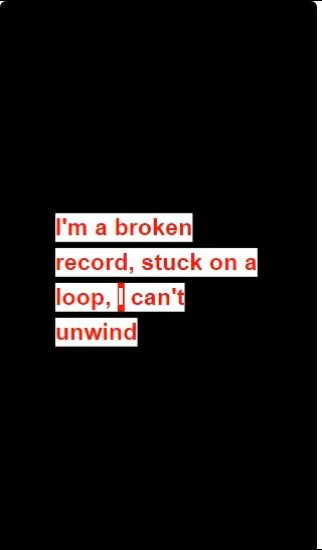 I'm a broken
record, stuck on a
loop, I can't
unwind